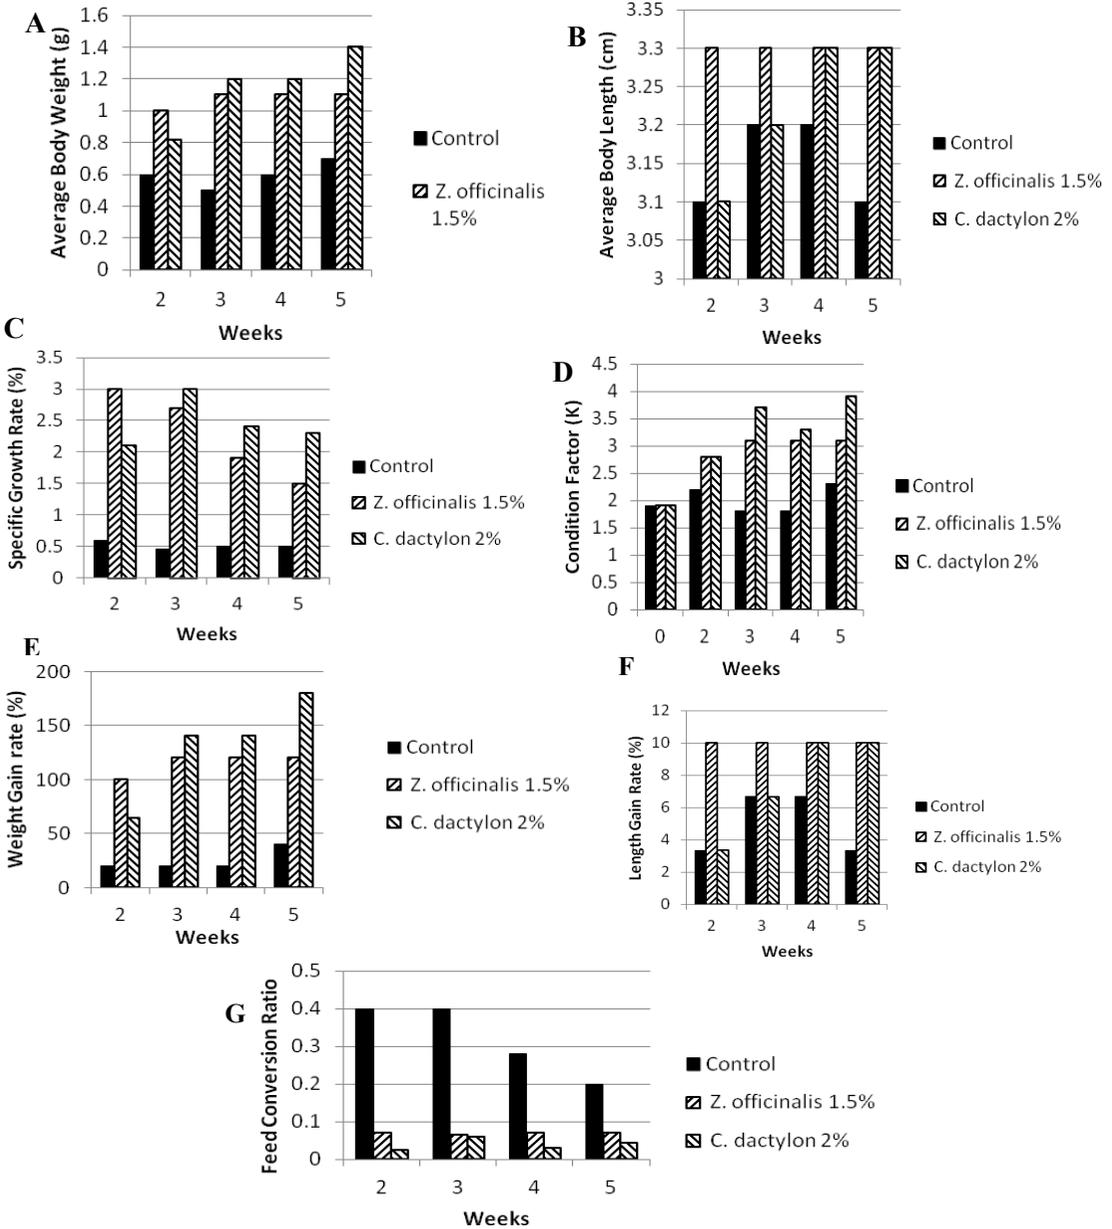 A
Average Body Weight (g)
1.6
1.4
1.2
1
0.8
0.6
0.4
0.2
0
2 3 4 5
Weeks
Control
Z. officinalis
1.5%
B
Average Body Length (cm)
3.35
3.3
3.25
3.2
3.15
3.1
3.05
3
2 3 4 5
Weeks
Control
Z. officinalis 1.5%
C. dactylon 2%
C
Specific Growth Rate (%)
3.5
3
2.5
2
1.5
1
0.5
0
2 3 4 5
Weeks
Control
Z. officinalis 1.5%
C. dactylon 2%
D
Condition Factor (K)
4.5
4
3.5
3
2.5
2
1.5
1
0.5
0
0 2 3 4 5
Weeks
Control
Z. officinalis 1.5%
C. dactylon 2%
E
Weight Gain rate (%)
200
150
100
50
0
2 3 4 5
Weeks
Control
Z. officinalis 1.5%
C. dactylon 2%
F
Length Gain Rate (%)
12
10
8
6
4
2
0
2 3 4 5
Weeks
Control
Z. officinalis 1.5%
C. dactylon 2%
G
Feed Conversion Ratio
0.5
0.4
0.3
0.2
0.1
0
2 3 4 5
Weeks
Control
Z. officinalis 1.5%
C. dactylon 2%